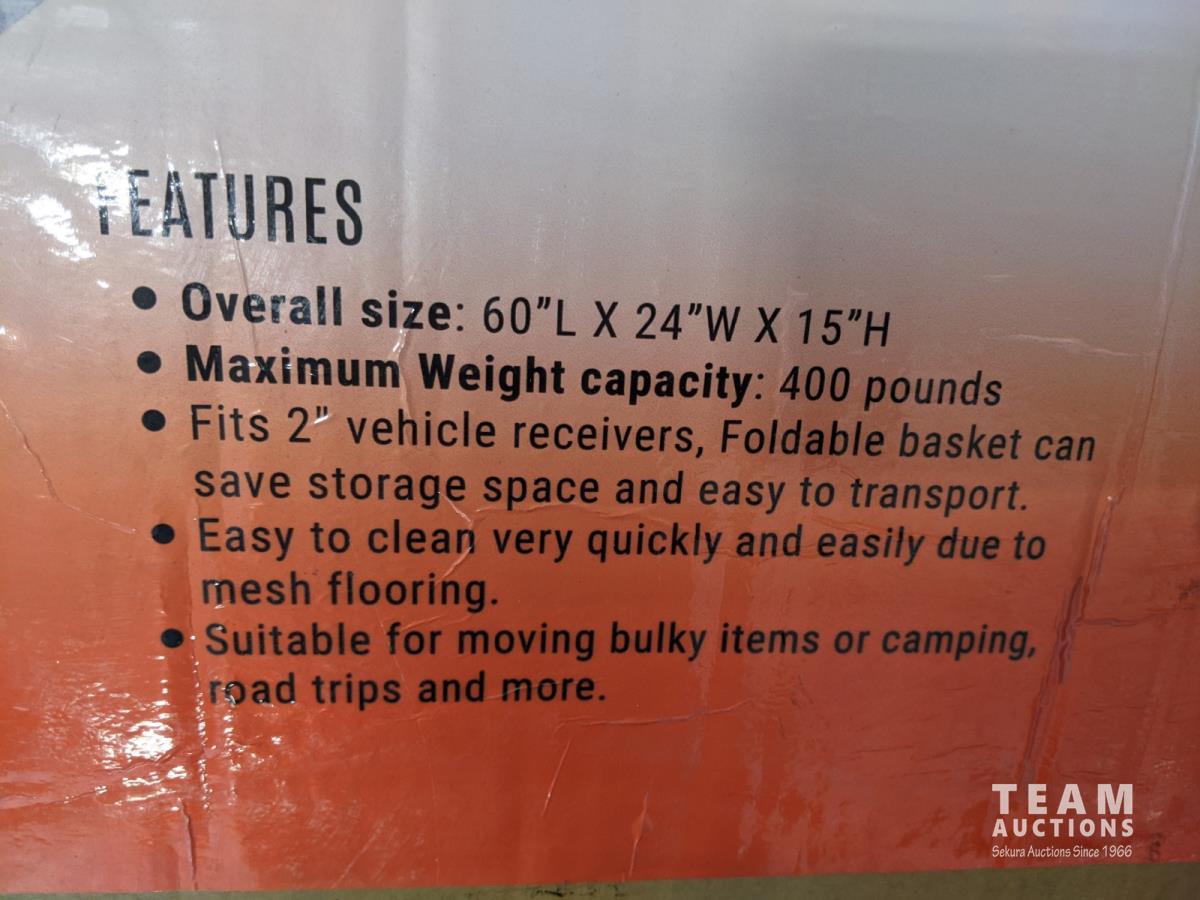 FEATURES
• Overall size: 60”L X 24”W X 15”H
• Maximum Weight capacity: 400 pounds
• Fits 2" vehicle receivers, Foldable basket can
save storage space and easy to transport.
• Easy to clean very quickly and easily due to
mesh flooring.
• Suitable for moving bulky items or camping,
road trips and more.
TEAM
AUCTIONS
Sekura Auctions Since 1966